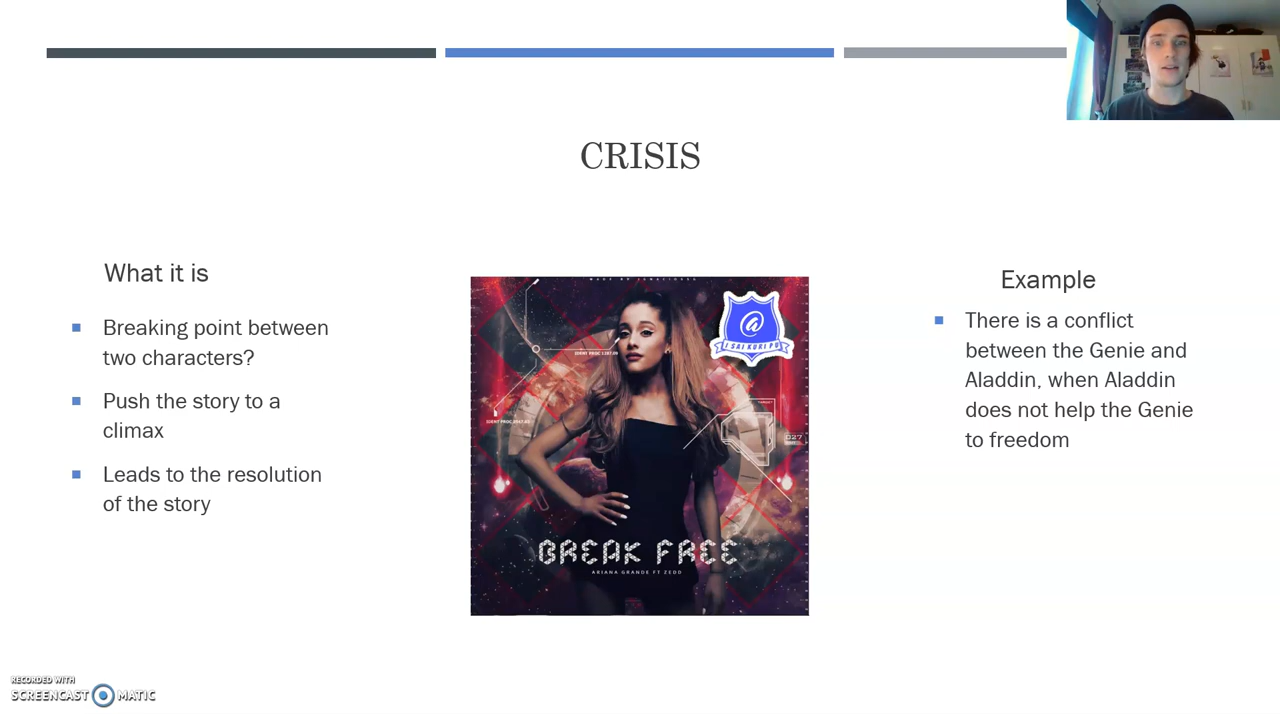 CRISIS
What it is
Breaking point between
two characters?
Push the story to a
climax
Leads to the resolution
of the story
BREAK FREE
ARIANA GRANDE FT ZEDD
Example
There is a conflict
between the Genie and
Aladdin, when Aladdin
does not help the Genie
to freedom
RECORDED WITH
SCREENCAST MATIC